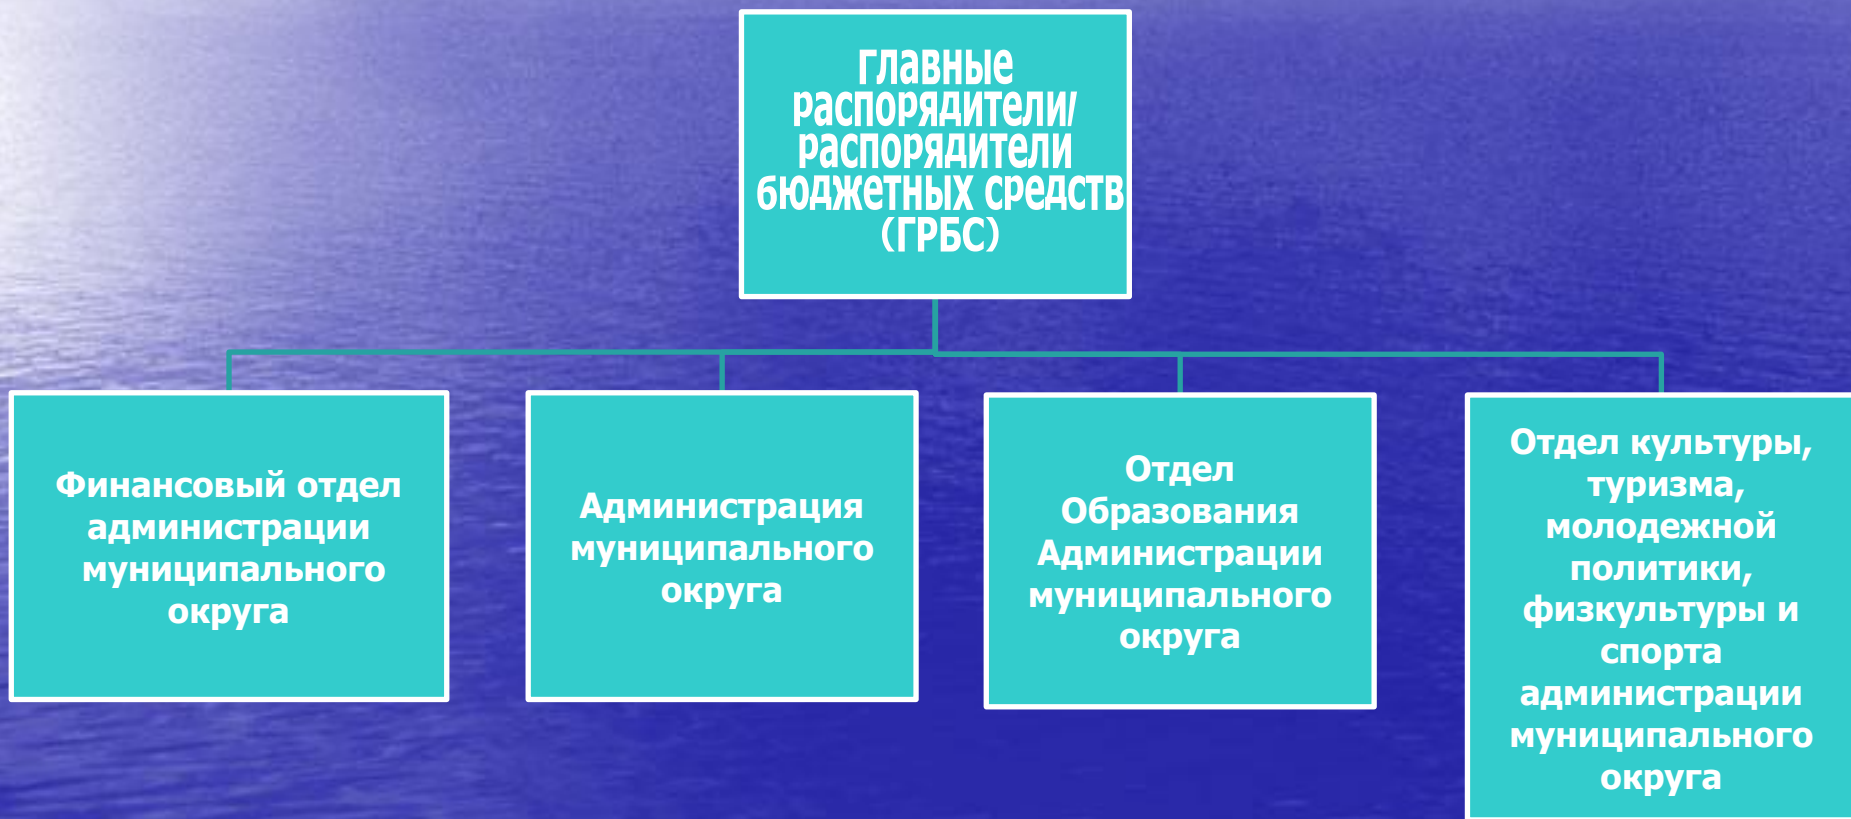 главные
распорядители/
распорядители
бюджетных средств
(ГРБС)
Финансовый отдел
администрации
муниципального
округа
Администрация
муниципального
округа
Отдел
Образования
Администрации
муниципального
округа
Отдел культуры,
туризма,
молодежной
политики,
физкультуры и
спорта
администрации
муниципального
округа